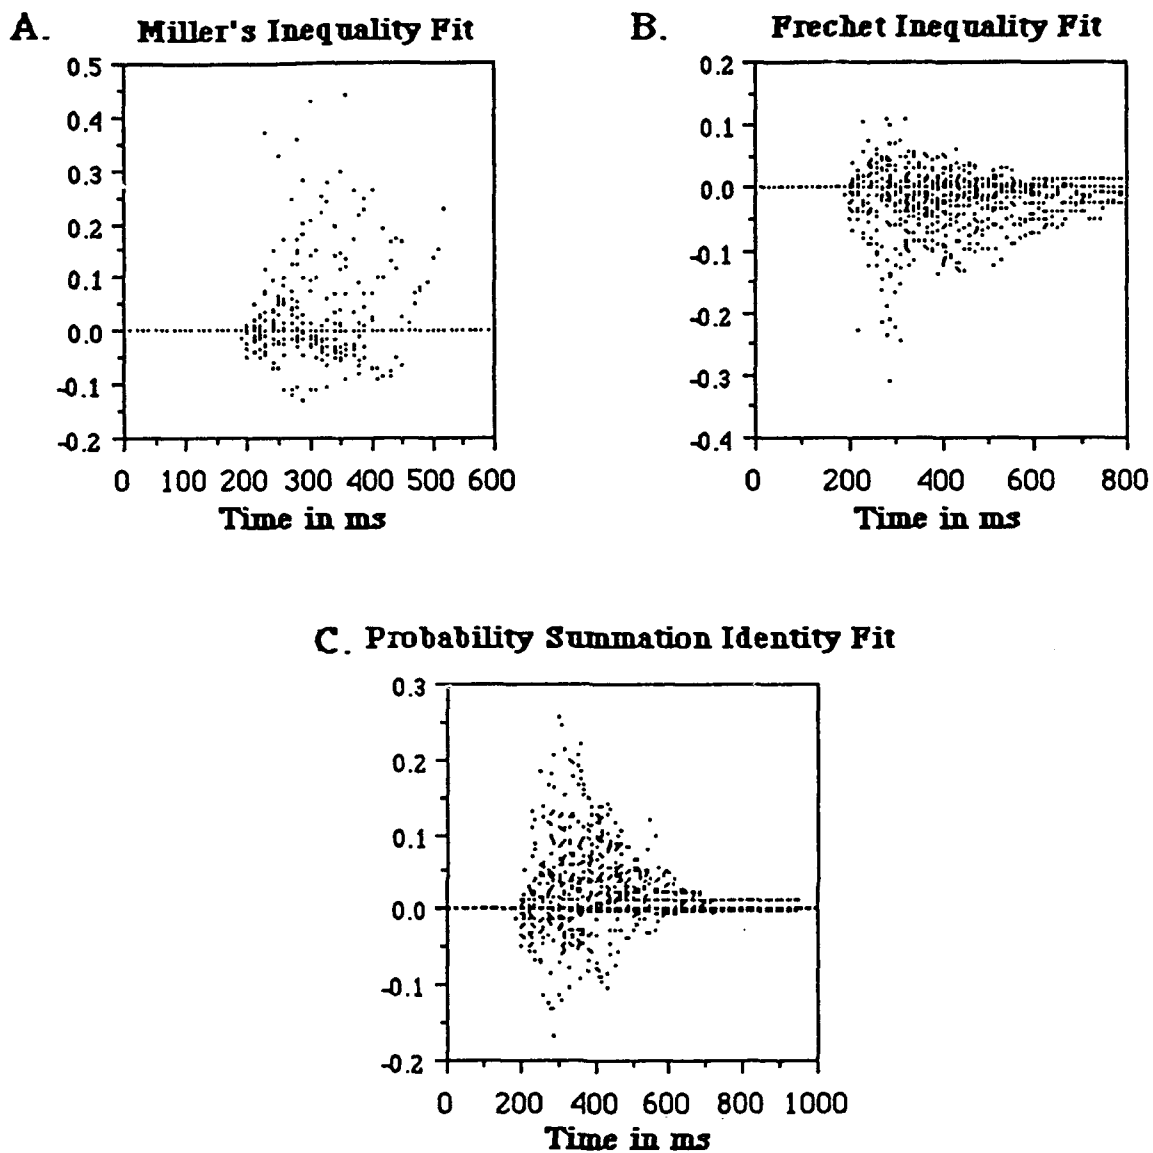 A.
Miller's Inequality Fit
0.5
0.4
0.3
0.2
0.1
0.0
-0.1
-0.2
0 100 200 300 400 500 600
Time in ms
B.
Frechet Inequality Fit
0.2
0.1
0.0
-0.1
-0.2
-0.3
-0.4
0 200 400 600 800
Time in ms
C. Probability Summation Identity Fit
0.3
0.2
0.1
0.0
-0.1
-0.2
0 200 400 600 800 1000
Time in ms